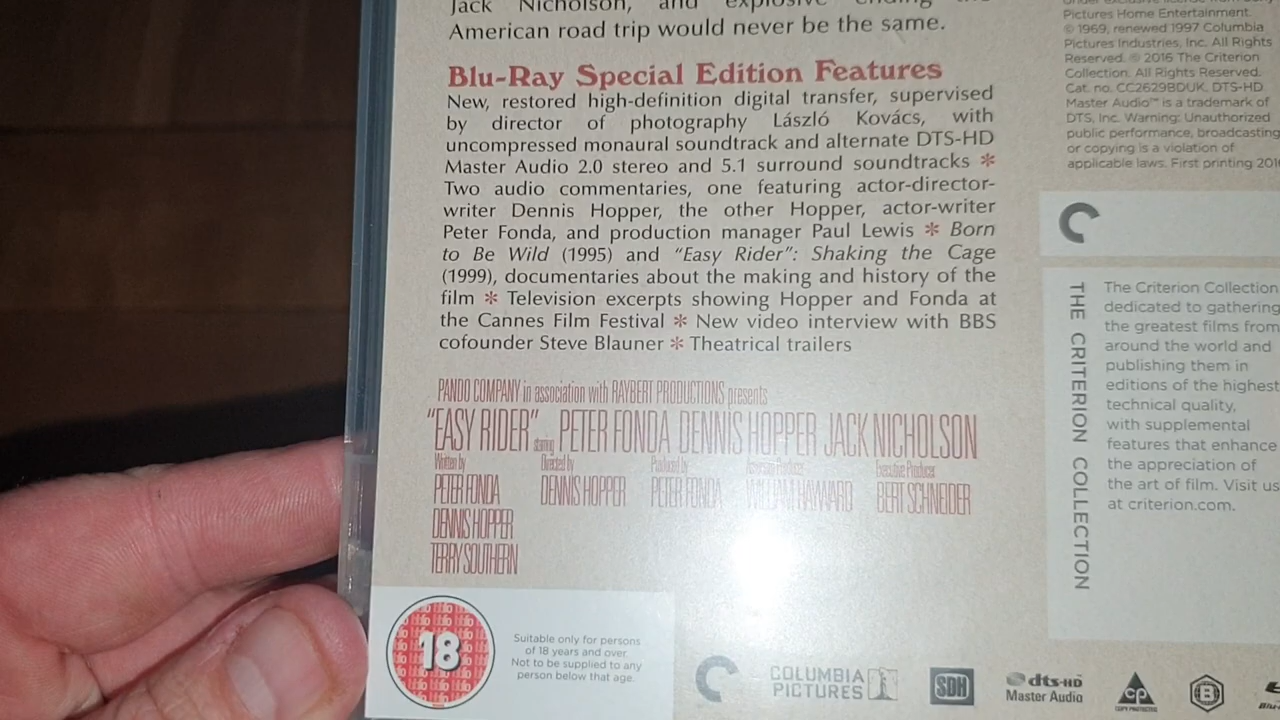 Jack Nicholson, and explosive ending the
American road trip would never be the same.
Blu-Ray Special Edition Features
New, restored high-definition digital transfer, supervised
by director of photography László Kovács, with
uncompressed monaural soundtrack and alternate DTS-HD
Master Audio 2.0 stereo and 5.1 surround soundtracks *
Two audio commentaries, one featuring actor-director-
writer Dennis Hopper, the other Hopper, actor-writer
Peter Fonda, and production manager Paul Lewis * Born
to Be Wild (1995) and “Easy Rider”: Shaking the Cage
(1999), documentaries about the making and history of the
film * Television excerpts showing Hopper and Fonda at
the Cannes Film Festival * New video interview with BBS
cofounder Steve Blauner * Theatrical trailers
PANDO COMPANY in association with RAYBERT PRODUCTIONS presents
“EASY RIDER” starring PETER FONDA DENNIS HOPPER JACK NICHOLSON
Written by Directed by Produced by Associate Producer Executive Producer
PETER FONDA DENNIS HOPPER PETER FONDA WILLIAM HAYWARD BERT SCHNEIDER
DENNIS HOPPER
TERRY SOUTHERN
18
Suitable only for persons
of 18 years and over.
Not to be supplied to any
person below that age.
COLUMBIA
PICTURES
SDH
dts-HD
Master Audio
CP
COPY PROTECTED
B
Pictures Home Entertainment.
© 1969, renewed 1997 Columbia
Pictures Industries, Inc. All Rights
Reserved. © 2016 The Criterion
Collection. All Rights Reserved.
Cat. no. CC2629BDUK. DTS-HD
Master Audio™ is a trademark of
DTS, Inc. Warning: Unauthorized
public performance, broadcasting
or copying is a violation of
applicable laws. First printing 201
THE CRITERION COLLECTION
The Criterion Collection
dedicated to gathering
the greatest films from
around the world and
publishing them in
editions of the highest
technical quality,
with supplemental
features that enhance
the appreciation of
the art of film. Visit us
at criterion.com.